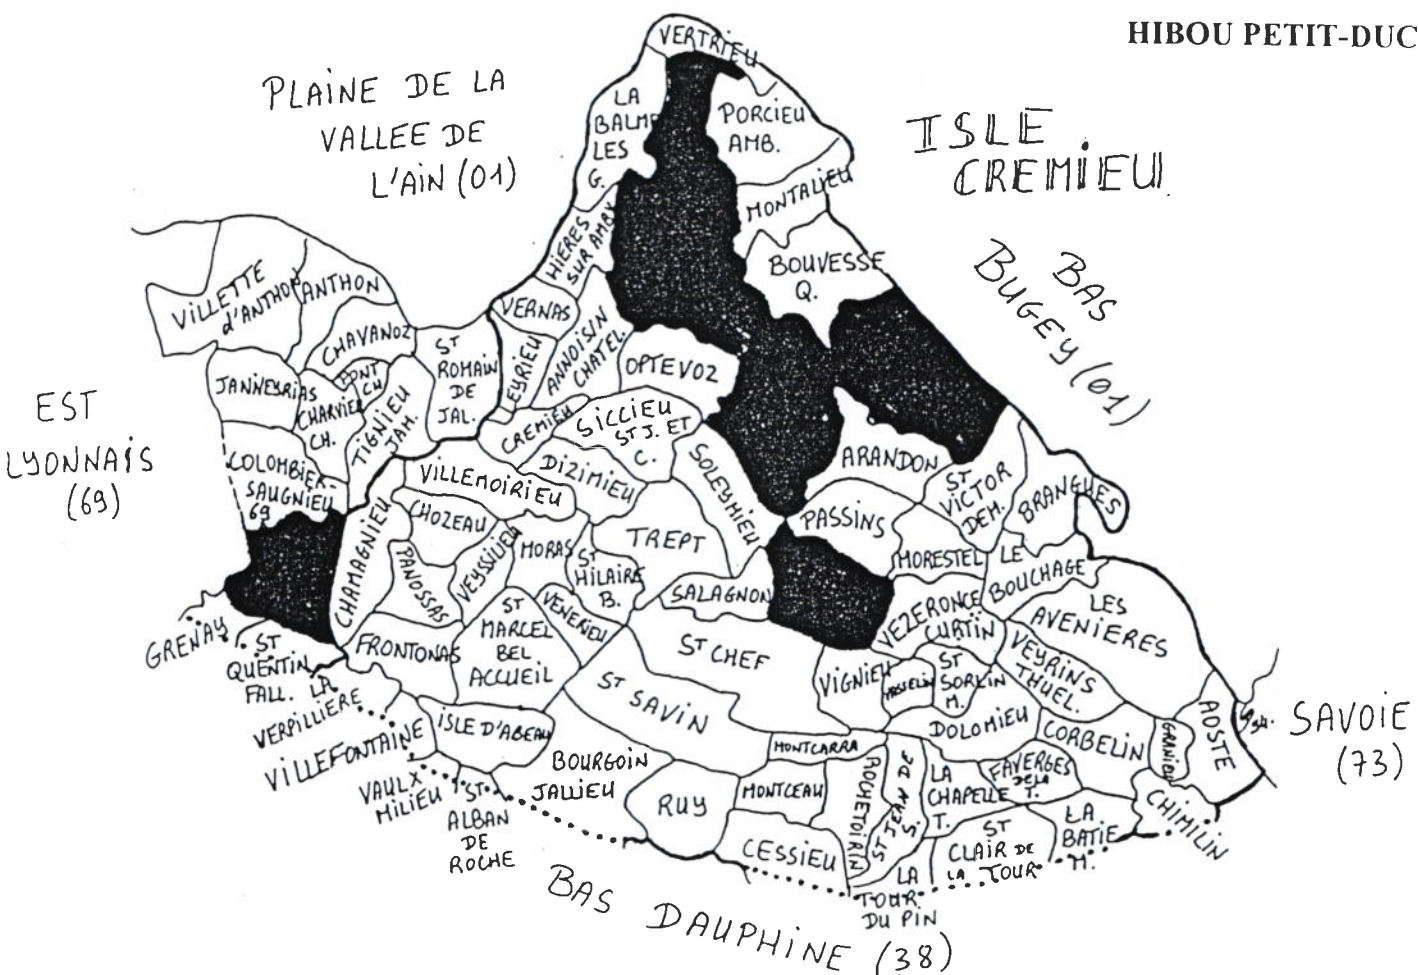 HIBOU PETIT-DUC
PLAINE DE LA
VALLEE DE
L'AIN (01)
ISLE
CREMIEU
BAS
BUGEY (01)
EST
LYONNAIS
(69)
SAVOIE
(73)
BAS DAUPHINE (38)
VERTRIEU
LA
BALME
LES
G.
PORCIEU
AMB.
MONTALIEU
HIERES
SUR AMBY
BOUVESSE
Q.
VILLETTE
d'ANTHON
ANTHON
CHAVANOZ
VERNAS
ST
ROMAIN
DE
JAL.
EYRIEU
ANNOISIN
CHATEL.
OPTEVOZ
JANNEYRIAS
PONT
CH
CHARVIEU
CH.
TIGNIEU
JAM.
CREMIEU
SICCIEU
ST J. ET
C.
SOLEYMIEU
ARANDON
ST
VICTOR
DEM.
BRANGUES
COLOMBIER-
SAUGNIEU
69
VILLEMOIRIEU
DIZIMIEU
CHAMAGNIEU
CHOZEAU
PANOSSAS
VEYSSILIEU
MORAS
ST
HILAIRE
B.
TREPT
PASSINS
MORESTEL
LE
BOUCHAGE
SALAGNON
VEZERONCE
CURTIN
LES
AVENIERES
GRENAY
ST
QUENTIN
FALL.
LA
VERPILLIERE
FRONTONAS
ST
MARCEL
BEL
ACCUEIL
VENERIEU
ST CHEF
VIGNIEU
VASSELIN
ST
SORLIN
M.
VEYRINS
THUEL.
ST SAVIN
VILLEFONTAINE
ISLE D'ABEAU
DOLOMIEU
CORBELIN
GRANIEU
AOSTE
VAULX
MILIEU
ST
ALBAN
DE
ROCHE
BOURGOIN
JALLIEU
RUY
MONTCARRA
MONTCEAU
ROCHETOIRIN
ST JEAN DE
S.
LA
CHAPELLE
T.
FAVERGES
DE LA
T.
CHIMILIN
CESSIEU
LA
TOUR
DU PIN
ST
CLAIR DE
LA TOUR
LA
BATIE
M.